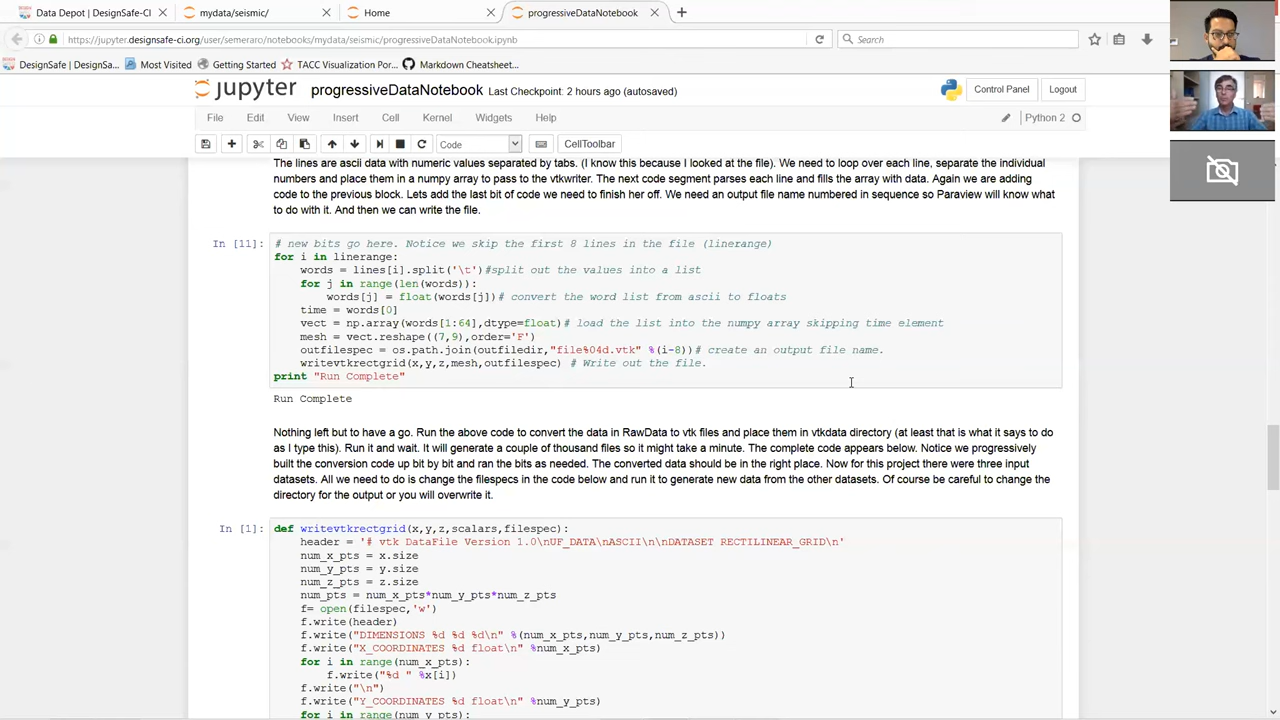 Data Depot | DesignSafe-CI
mydata/seismic/
Home
progressiveDataNotebook
https://jupyter.designsafe-ci.org/user/semeraro/notebooks/mydata/seismic/progressiveDataNotebook.ipynb
Search
DesignSafe | DesignSa...
Most Visited
Getting Started
TACC Visualization Por...
Markdown Cheatsheet...
jupyter
progressiveDataNotebook
Last Checkpoint: 2 hours ago (autosaved)
Control Panel
Logout
File Edit View Insert Cell Kernel Widgets Help
Python 2
Code
CellToolbar
The lines are ascii data with numeric values separated by tabs. (I know this because I looked at the file). We need to loop over each line, separate the individual
numbers and place them in a numpy array to pass to the vtkwriter. The next code segment parses each line and fills the array with data. Again we are adding
code to the previous block. Lets add the last bit of code we need to finish her off. We need an output file name numbered in sequence so Paraview will know what
to do with it. And then we can write the file.
In [11]:
# new bits go here. Notice we skip the first 8 lines in the file (linerange)
for i in linerange:
    words = lines[i].split('\t')#split out the values into a list
    for j in range(len(words)):
        words[j] = float(words[j])# convert the word list from ascii to floats
    time = words[0]
    vect = np.array(words[1:64],dtype=float)# load the list into the numpy array skipping time element
    mesh = vect.reshape((7,9),order='F')
    outfilespec = os.path.join(outfiledir,"file%04d.vtk" %(i-8))# create an output file name.
    writevtkrectgrid(x,y,z,mesh,outfilespec) # Write out the file.
print "Run Complete"
Run Complete
Nothing left but to have a go. Run the above code to convert the data in RawData to vtk files and place them in vtkdata directory (at least that is what it says to do
as I type this). Run it and wait. It will generate a couple of thousand files so it might take a minute. The complete code appears below. Notice we progressively
built the conversion code up bit by bit and ran the bits as needed. The converted data should be in the right place. Now for this project there were three input
datasets. All we need to do is change the filespecs in the code below and run it to generate new data from the other datasets. Of course be careful to change the
directory for the output or you will overwrite it.
In [1]:
def writevtkrectgrid(x,y,z,scalars,filespec):
    header = '# vtk DataFile Version 1.0\nUF_DATA\nASCII\n\nDATASET RECTILINEAR_GRID\n'
    num_x_pts = x.size
    num_y_pts = y.size
    num_z_pts = z.size
    num_pts = num_x_pts*num_y_pts*num_z_pts
    f= open(filespec,'w')
    f.write(header)
    f.write("DIMENSIONS %d %d %d\n" %(num_x_pts,num_y_pts,num_z_pts))
    f.write("X_COORDINATES %d float\n" %num_x_pts)
    for i in range(num_x_pts):
        f.write("%d " %x[i])
    f.write("\n")
    f.write("Y_COORDINATES %d float\n" %num_y_pts)
    for i in range(num_y_pts):